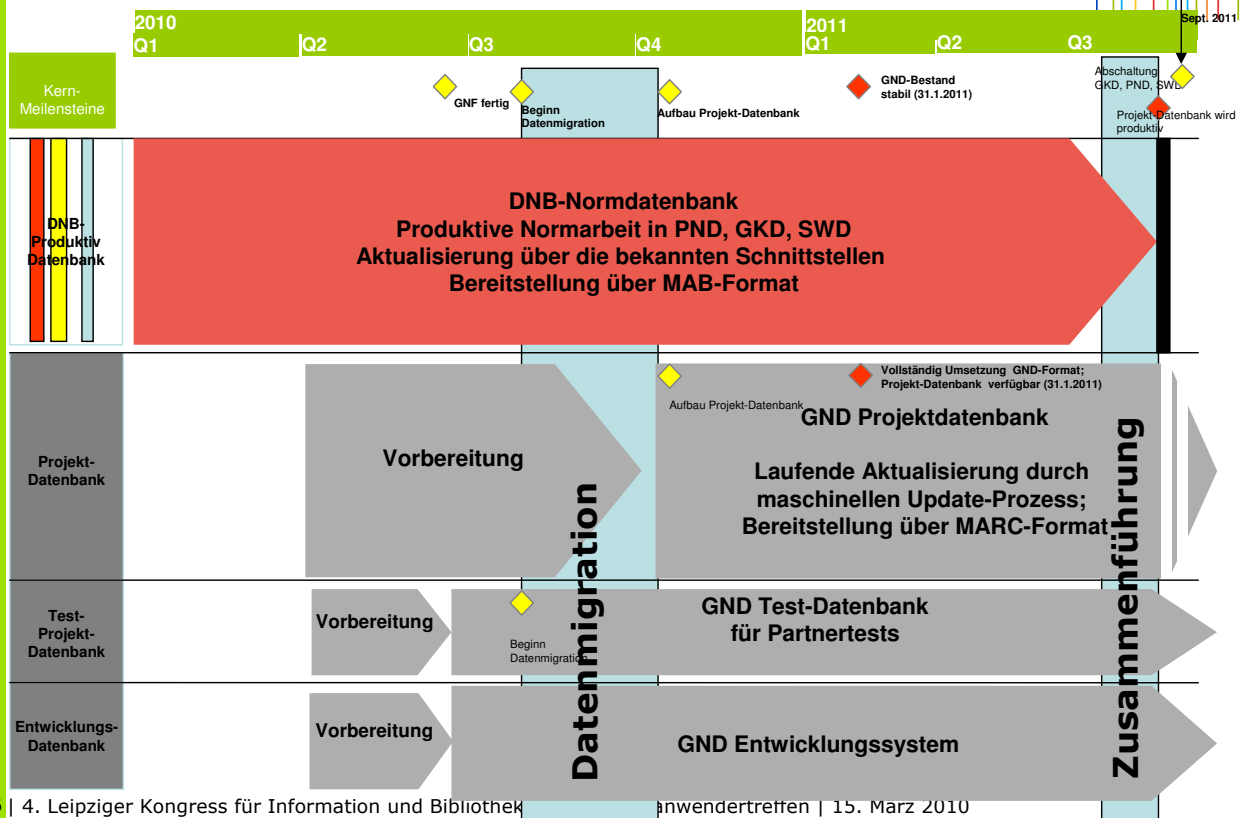 2010
2011
Sept. 2011
Q1
Q2
Q3
Q4
Q1
Q2
Q3
Kern-
Meilensteine
GNF fertig
Beginn
Datenmigration
Aufbau Projekt-Datenbank
GND-Bestand
stabil (31.1.2011)
Abschaltung
GKD, PND, SWD
Projekt-Datenbank wird
produktiv
DNB-
Produktiv
Datenbank
DNB-Normdatenbank
Produktive Normarbeit in PND, GKD, SWD
Aktualisierung über die bekannten Schnittstellen
Bereitstellung über MAB-Format
Projekt-
Datenbank
Vorbereitung
Aufbau Projekt-Datenbank
Vollständig Umsetzung GND-Format;
Projekt-Datenbank verfügbar (31.1.2011)
GND Projektdatenbank
Laufende Aktualisierung durch
maschinellen Update-Prozess;
Bereitstellung über MARC-Format
Datenmigration
Zusammenführung
Test-
Projekt-
Datenbank
Vorbereitung
Beginn
Datenmigration
GND Test-Datenbank
für Partnertests
Entwicklungs-
Datenbank
Vorbereitung
GND Entwicklungssystem
| 4. Leipziger Kongress für Information und Bibliothek anwendertreffen | 15. März 2010